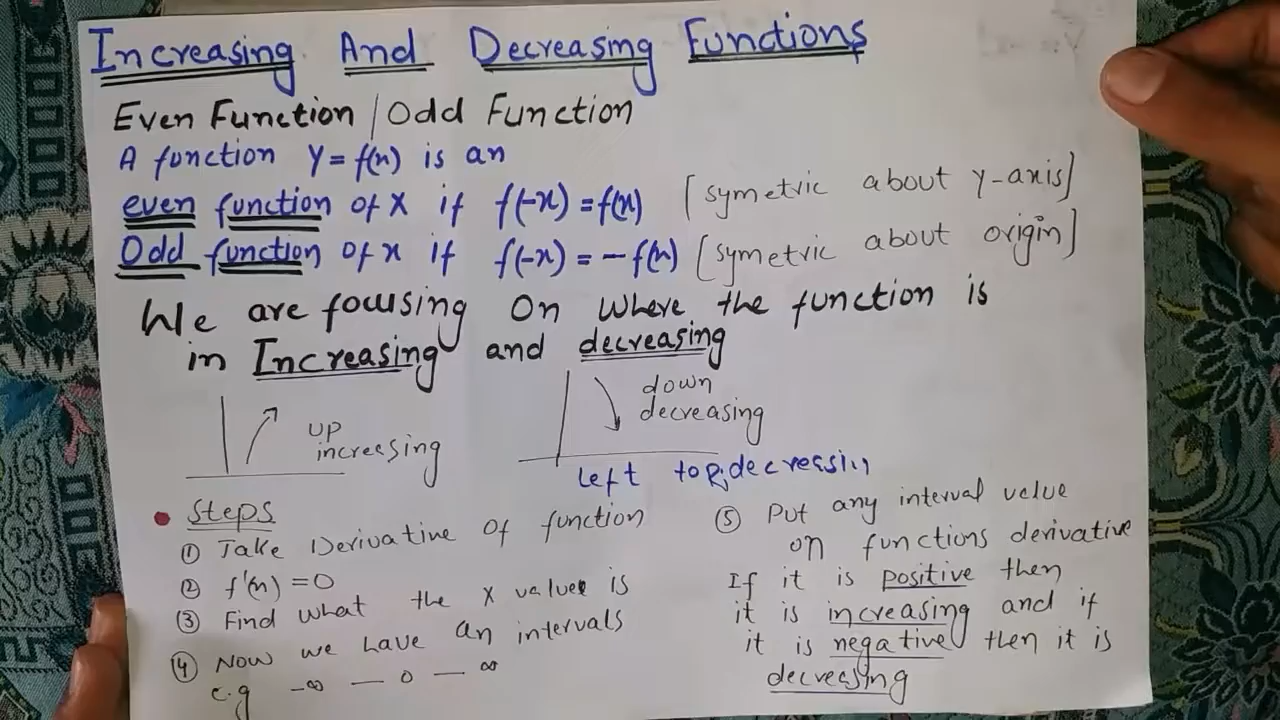 Increasing And Decreasing Functions
Even Function / Odd Function
A function Y = f(x) is an
even function of X if f(-x) = f(x) [symetric about y-axis]
Odd function of x if f(-x) = - f(x) [symetric about origin]
We are focusing On Where the function is
in Increasing and decreasing
up
increasing
down
decreasing
Left to decreasin
Steps
① Take Derivative of function
② f'(x) = 0
③ Find what the X value is
④ Now we have an intervals
e.g -∞ — 0 — ∞
⑤ Put any interval value
on functions derivative
If it is positive then
it is increasing and if
it is negative then it is
decreasing